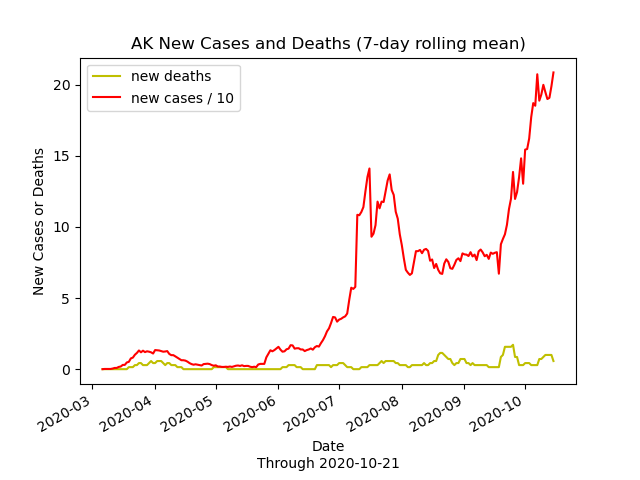 AK New Cases and Deaths (7-day rolling mean)
new deaths
new cases / 10
New Cases or Deaths
20
15
10
5
0
2020-03
2020-04
2020-05
2020-06
2020-07
2020-08
2020-09
2020-10
Date
Through 2020-10-21